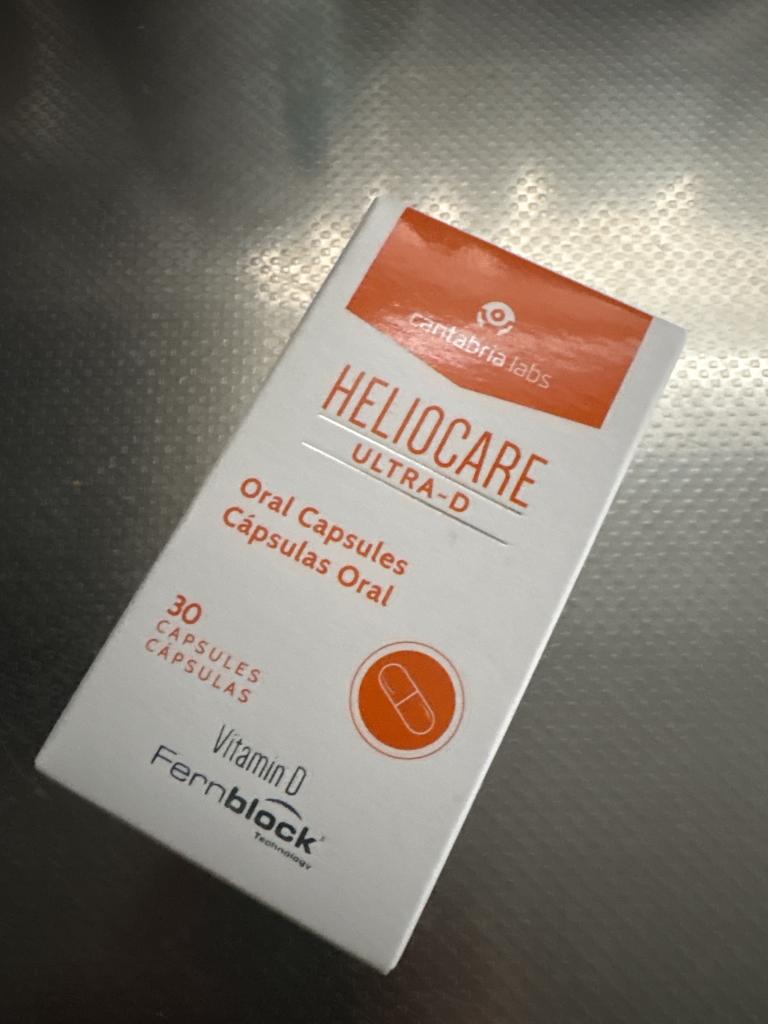 cantabria labs
HELIOCARE
ULTRA-D
Oral Capsules
Cápsulas Oral
30
CAPSULES
CÁPSULAS
Vitamin D
Fernblock
Technology